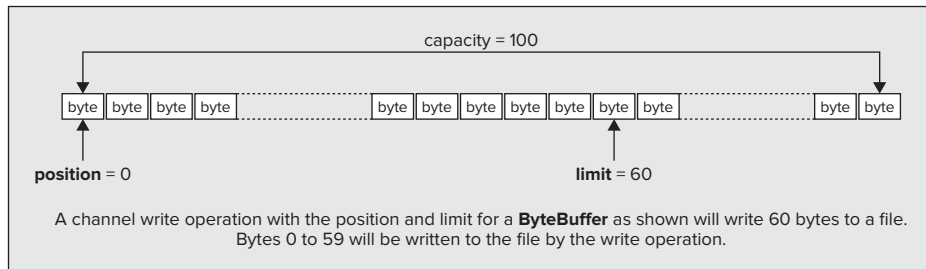 capacity = 100
byte byte byte byte byte byte byte byte byte byte byte byte byte
position = 0 limit = 60
A channel write operation with the position and limit for a ByteBuffer as shown will write 60 bytes to a file.
Bytes 0 to 59 will be written to the file by the write operation.